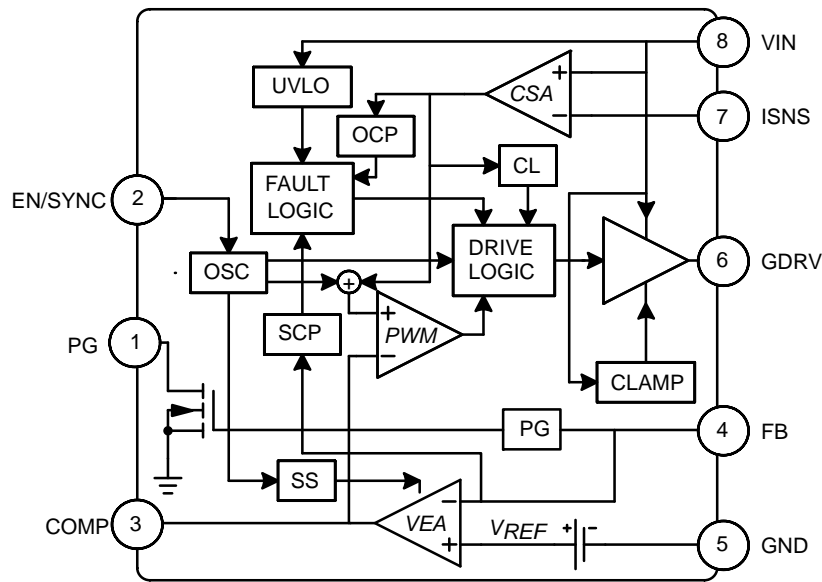 8 VIN
UVLO
CSA
+
−
7 ISNS
OCP
CL
FAULT
LOGIC
EN/SYNC 2
DRIVE
LOGIC
OSC
6 GDRV
+
+
−
PWM
SCP
PG 1
CLAMP
PG
4 FB
SS
−
+
VEA
VREF
+ −
COMP 3
5 GND